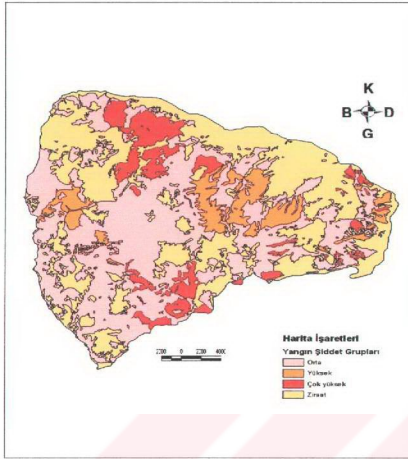 K
B D
G
Harita İşaretleri
Yangın Şiddet Grupları
Orta
Yüksek
Çok yüksek
Ziraat